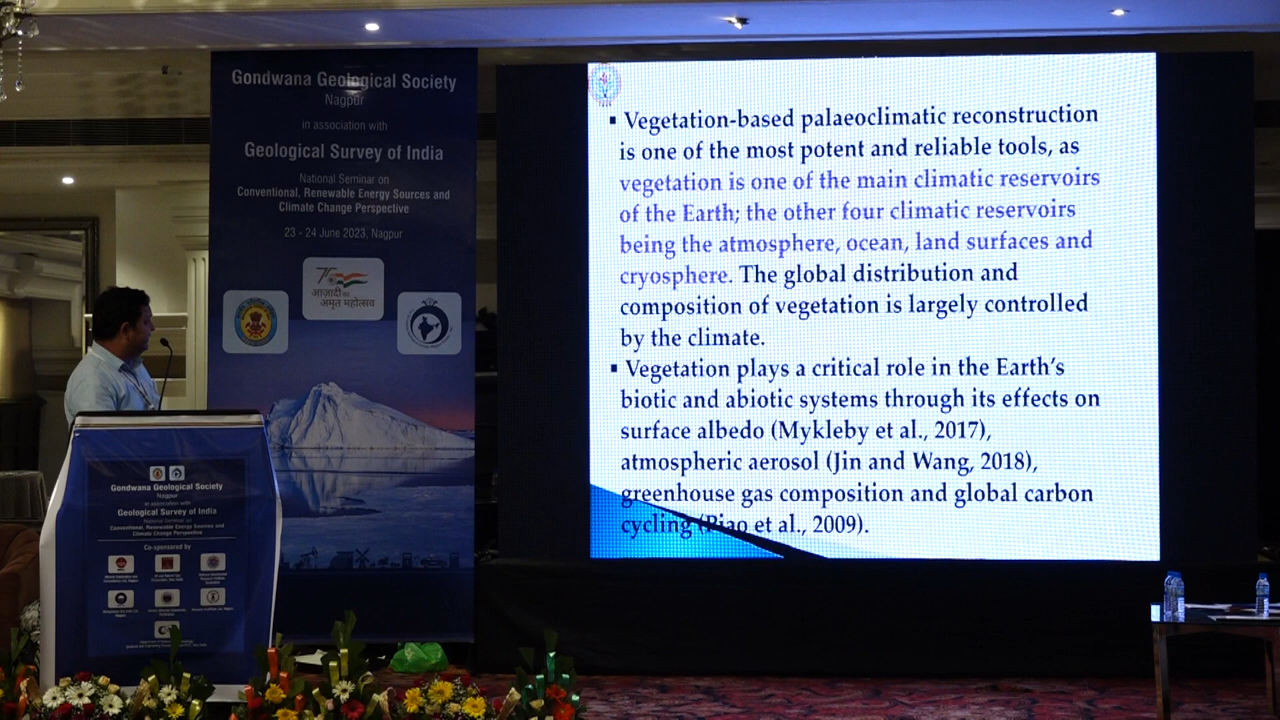 Gondwana Geological Society
Nagpur
in association with
Geological Survey of India
National Seminar on
Conventional, Renewable Energy Sources and
Climate Change Perspective
23 - 24 June 2023, Nagpur
75
आज़ादी का
अमृत महोत्सव
▪ Vegetation-based palaeoclimatic reconstruction
is one of the most potent and reliable tools, as
vegetation is one of the main climatic reservoirs
of the Earth; the other four climatic reservoirs
being the atmosphere, ocean, land surfaces and
cryosphere. The global distribution and
composition of vegetation is largely controlled
by the climate.
▪ Vegetation plays a critical role in the Earth's
biotic and abiotic systems through its effects on
surface albedo (Mykleby et al., 2017),
atmospheric aerosol (Jin and Wang, 2018),
greenhouse gas composition and global carbon
cycling (Piao et al., 2009).
Gondwana Geological Society
Nagpur
in association with
Geological Survey of India
National Seminar on
Conventional, Renewable Energy Sources and
Climate Change Perspective
Co-sponsored by